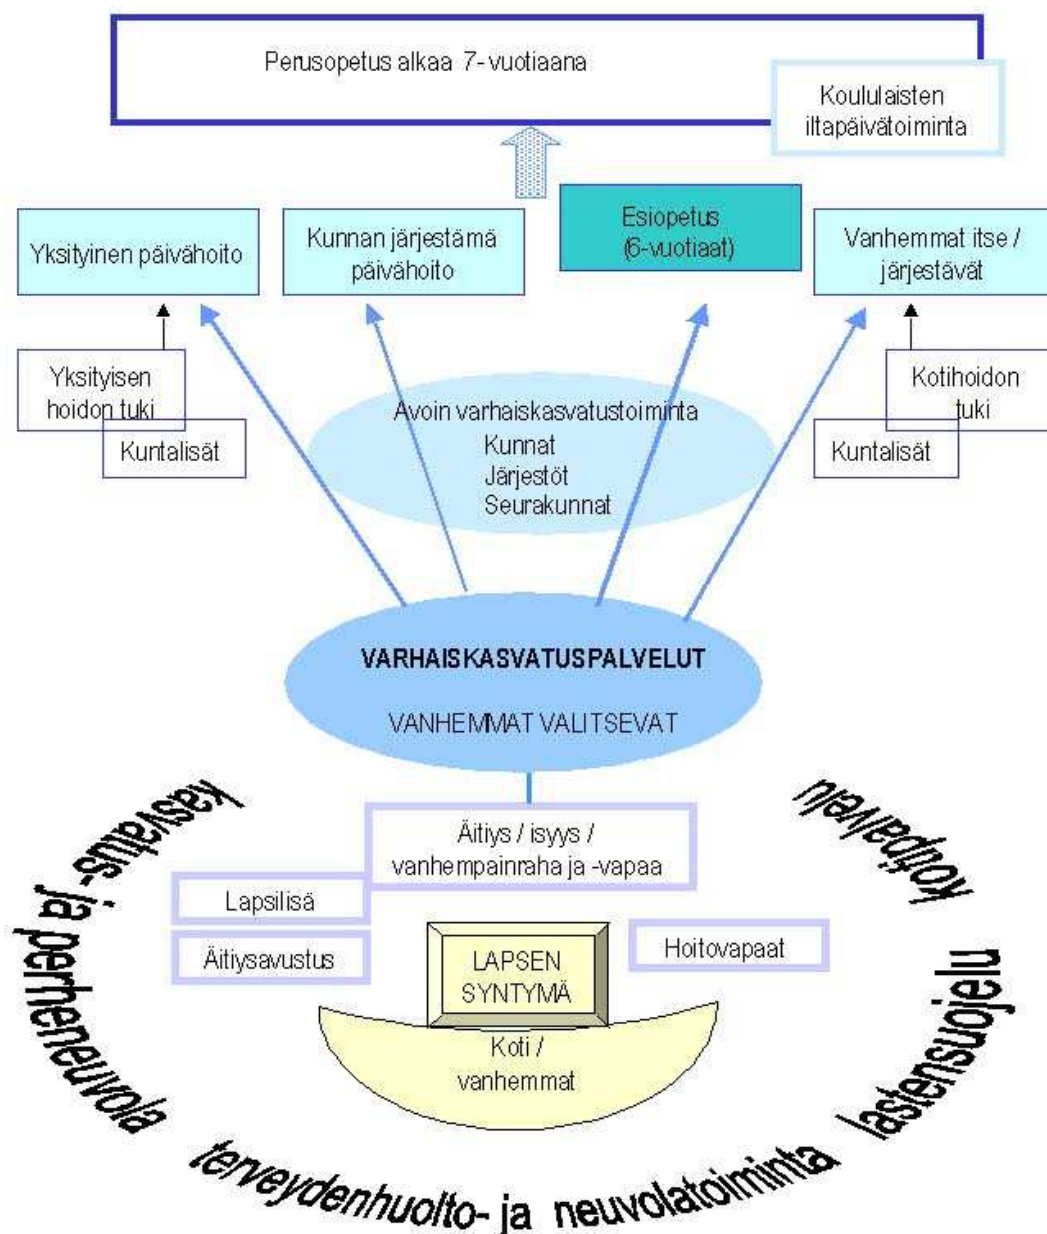 Perusopetus alkaa 7- vuotiaana
Koululaisten
iltapäivätoiminta
Yksityinen päivähoito
Kunnan järjestämä
päivähoito
Esiopetus
(6-vuotiaat)
Vanhemmat itse /
järjestävät
Yksityisen
hoidon tuki
Kuntalisät
Avoin varhaiskasvatustoiminta
Kunnat
Järjestöt
Seurakunnat
Kotihoidon
tuki
Kuntalisät
VARHAISKASVATUSPALVELUT
VANHEMMAT VALITSEVAT
Äitiys / isyys /
vanhempainraha ja -vapaa
Lapsilisä
Äitiysavustus
Hoitovapaat
LAPSEN
SYNTYMÄ
Koti /
vanhemmat
kasvatus- ja perheneuvola
terveydenhuolto- ja neuvolatoiminta
lastensuojelu
kotipalvelu